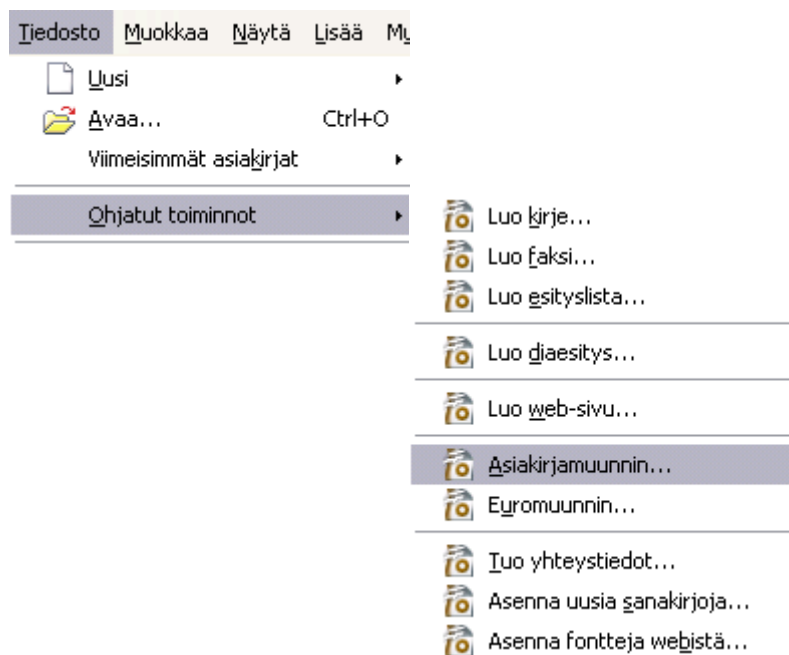 Tiedosto Muokkaa Näytä Lisää Mu
Uusi
Avaa... Ctrl+O
Viimeisimmät asiakirjat
Ohjatut toiminnot
Luo kirje...
Luo faksi...
Luo esityslista...
Luo diaesitys...
Luo web-sivu...
Asiakirjamuunnin...
Euromuunnin...
Tuo yhteystiedot...
Asenna uusia sanakirjoja...
Asenna fontteja webistä...